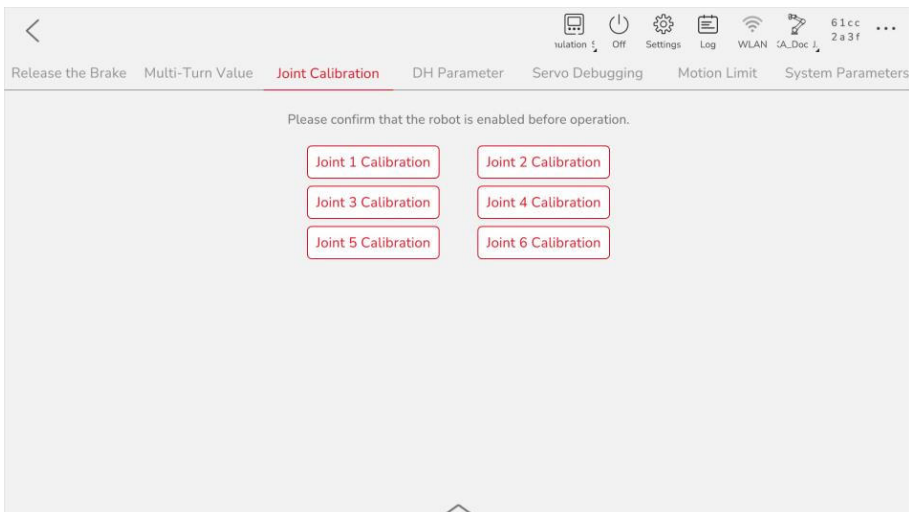 nulation S
Off
Settings
Log
WLAN
KA_Doc J
61cc
2a3f
Release the Brake
Multi-Turn Value
Joint Calibration
DH Parameter
Servo Debugging
Motion Limit
System Parameters
Please confirm that the robot is enabled before operation.
Joint 1 Calibration
Joint 2 Calibration
Joint 3 Calibration
Joint 4 Calibration
Joint 5 Calibration
Joint 6 Calibration